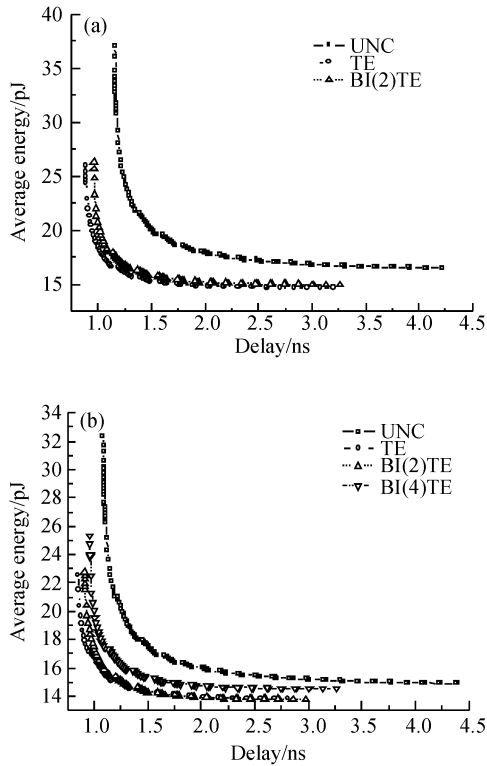 (a)
UNC
TE
BI(2)TE
Average energy/pJ
40
35
30
25
20
15
1.0 1.5 2.0 2.5 3.0 3.5 4.0 4.5
Delay/ns
(b)
UNC
TE
BI(2)TE
BI(4)TE
Average energy/pJ
34
32
30
28
26
24
22
20
18
16
14
1.0 1.5 2.0 2.5 3.0 3.5 4.0 4.5
Delay/ns